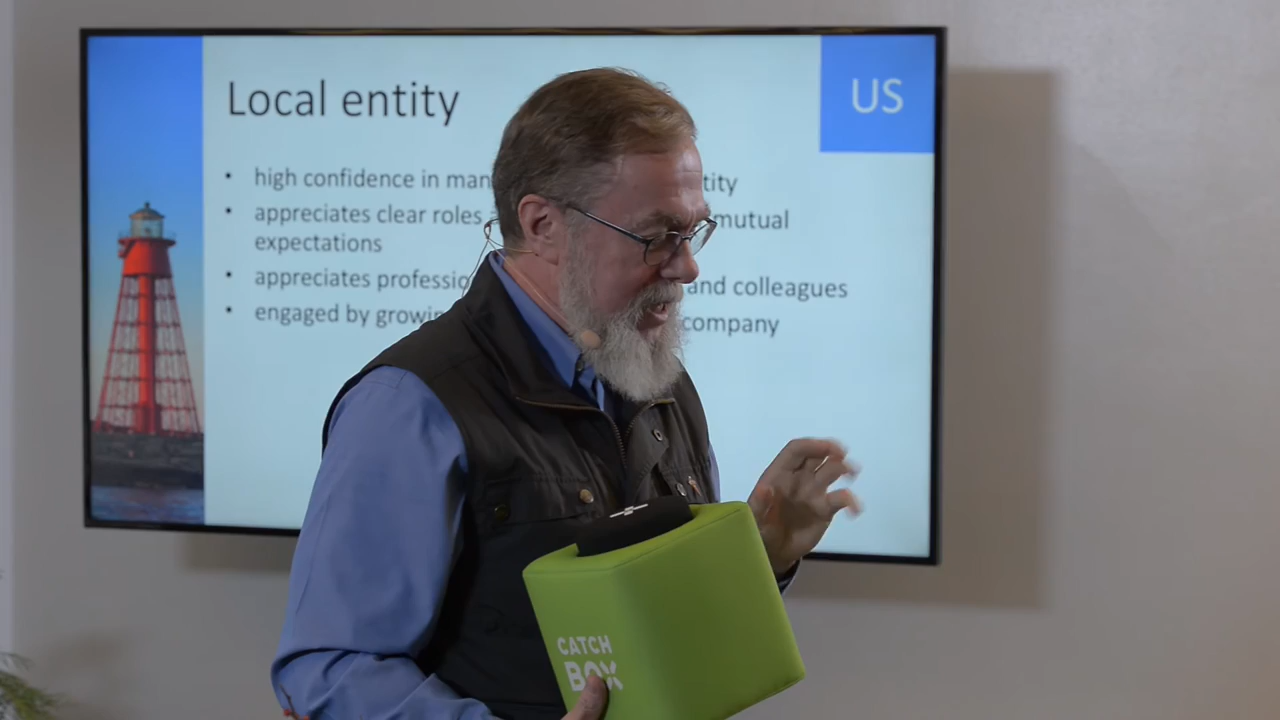 Local entity
US
• high confidence in man tity
• appreciates clear roles mutual
expectations
• appreciates professio and colleagues
• engaged by growin company
CATCH
BOX